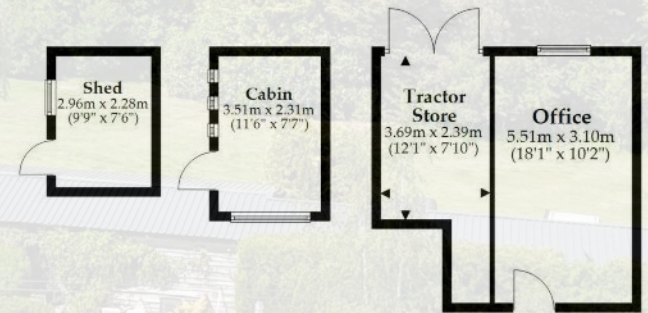 Shed
2.96m x 2.28m
(9'9" x 7'6")
Cabin
3.51m x 2.31m
(11'6" x 7'7")
Tractor
Store
3.69m x 2.39m
(12'1" x 7'10")
Office
5.51m x 3.10m
(18'1" x 10'2")